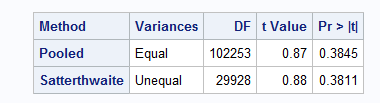 Method Variances DF t Value Pr > |t|
Pooled Equal 102253 0.87 0.3845
Satterthwaite Unequal 29928 0.88 0.3811